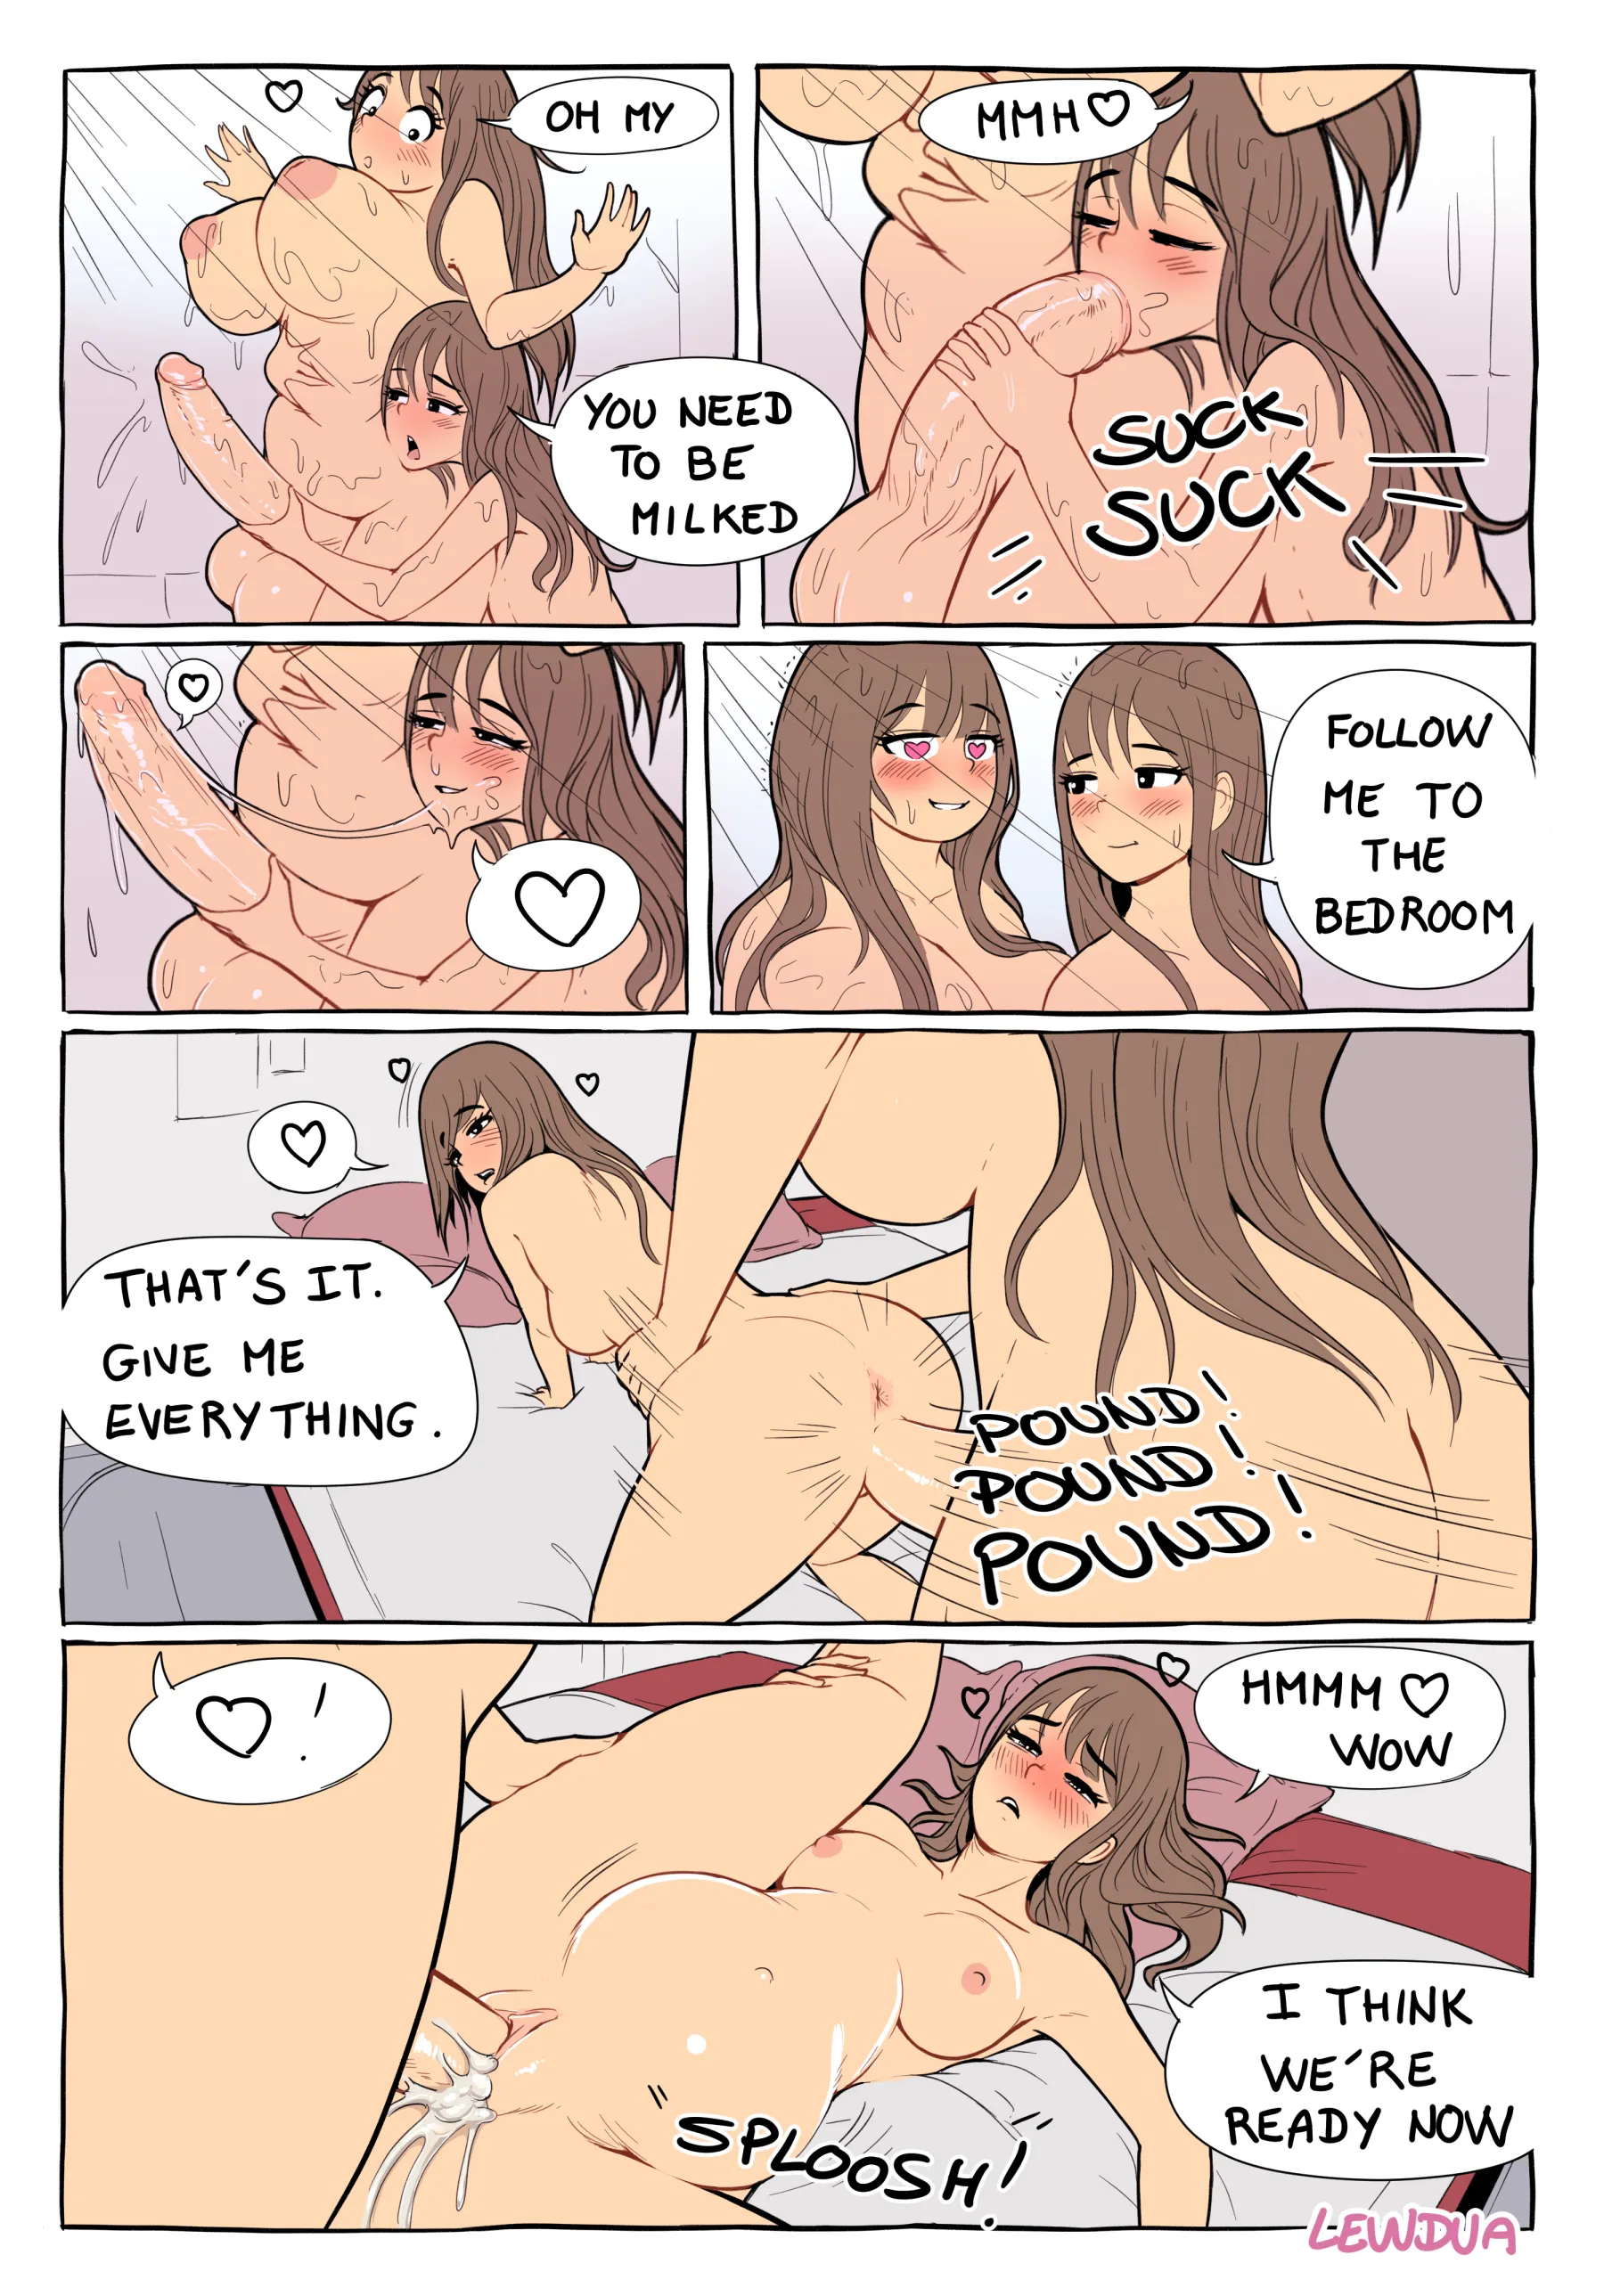 OH MY
YOU NEED
TO BE
MILKED
MMH♡
SUCK
SUCK
♡
♡
FOLLOW
ME TO
THE
BEDROOM
♡
THAT'S IT.
GIVE ME
EVERYTHING.
POUND!
POUND!
POUND!
♡!
HMMM♡
WOW
I THINK
WE'RE
READY NOW
SPLOOSH!
LEWDUA